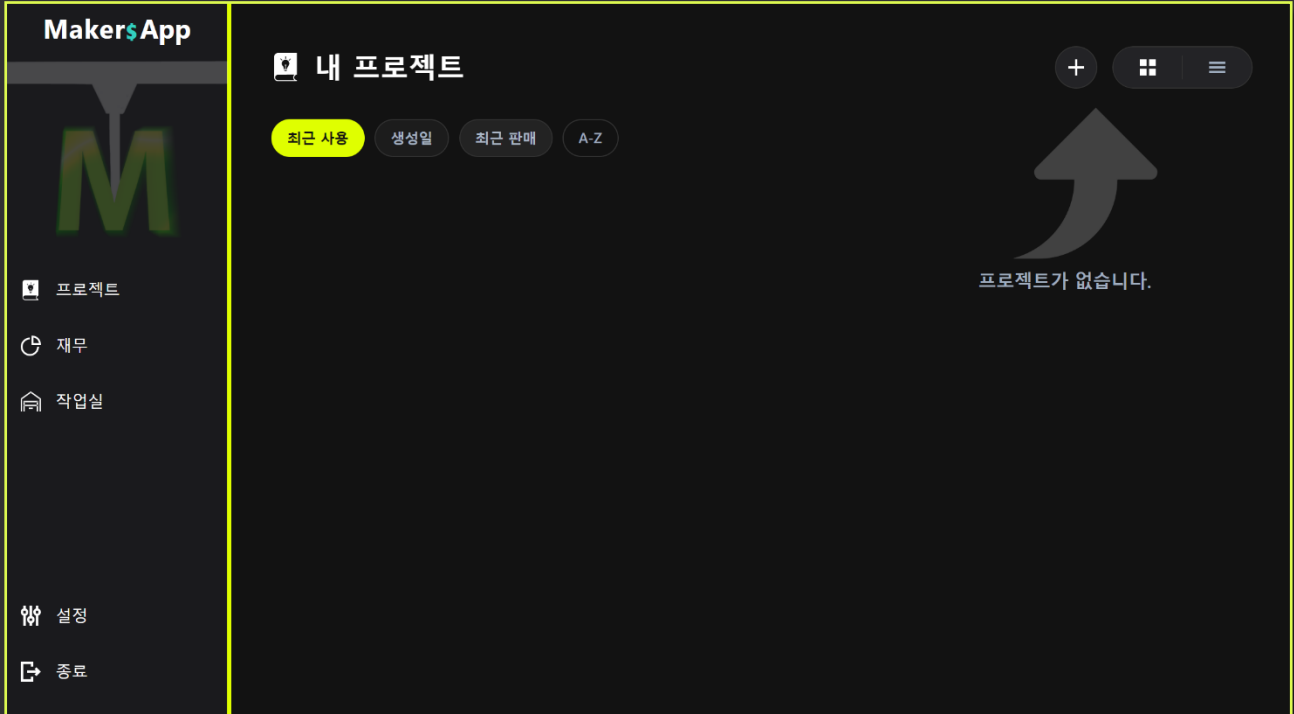 Maker$App
M
프로젝트
재무
작업실
설정
종료
내 프로젝트
최근 사용
생성일
최근 판매
A-Z
프로젝트가 없습니다.